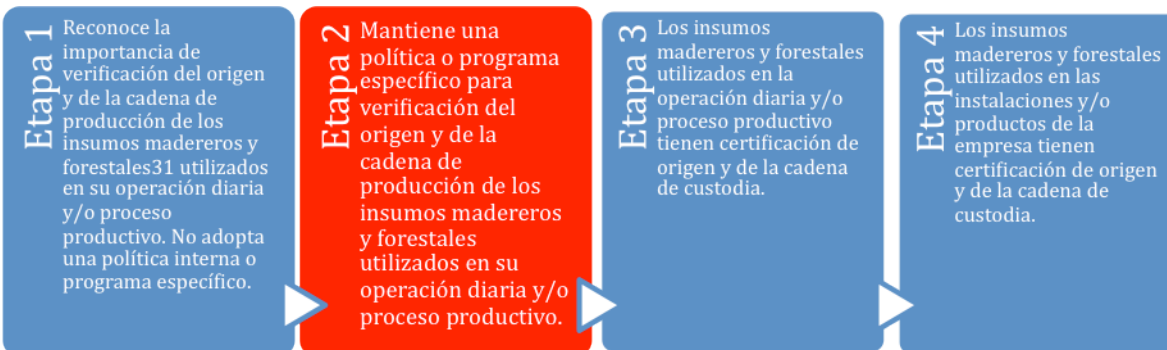 Etapa 1
Reconoce la
importancia de
verificación del origen
y de la cadena de
producción de los
insumos madereros y
forestales31 utilizados
en su operación diaria
y/o proceso
productivo. No adopta
una política interna o
programa específico.
Etapa 2
Mantiene una
política o programa
específico para
verificación del
origen y de la
cadena de
producción de los
insumos madereros
y forestales
utilizados en su
operación diaria y/o
proceso productivo.
Etapa 3
Los insumos
madereros y forestales
utilizados en la
operación diaria y/o
proceso productivo
tienen certificación de
origen y de la cadena
de custodia.
Etapa 4
Los insumos
madereros y forestales
utilizados en las
instalaciones y/o
productos de la
empresa tienen
certificación de origen
y de la cadena de
custodia.